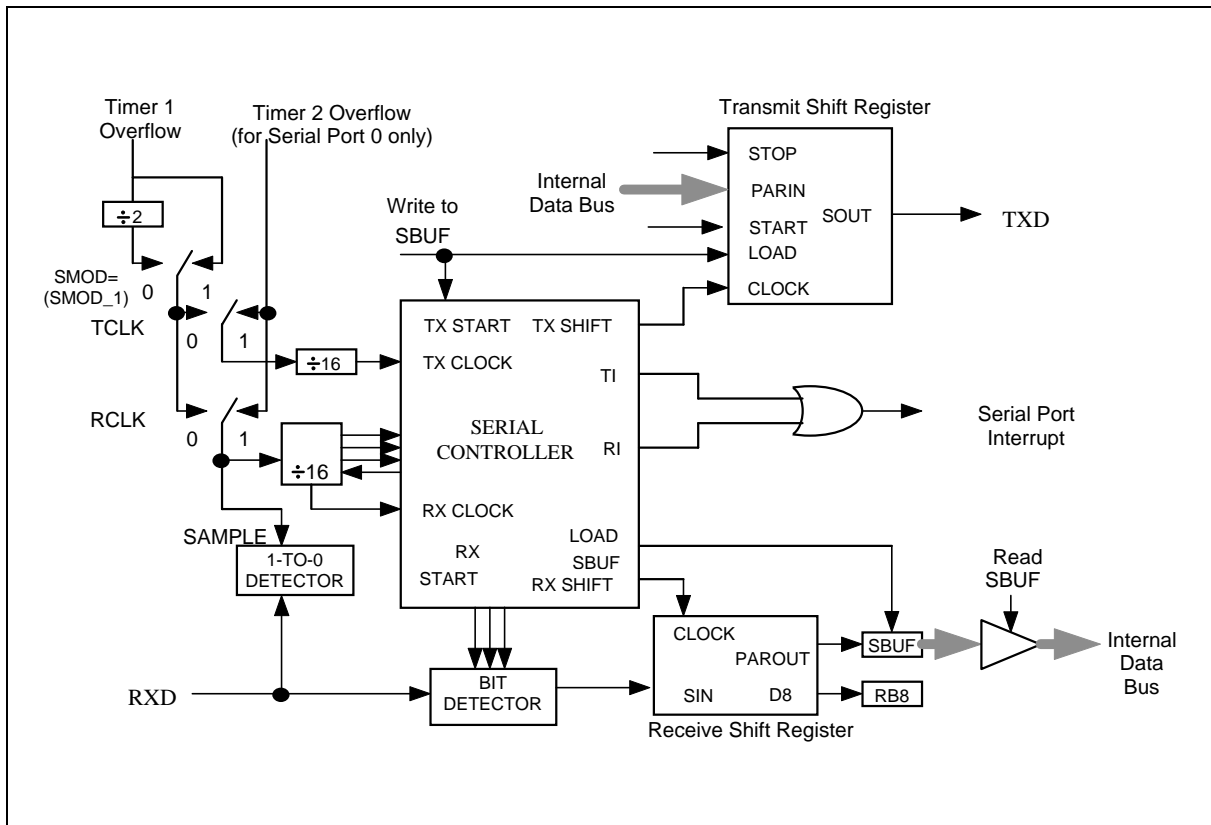 Timer 1
Overflow
Timer 2 Overflow
(for Serial Port 0 only)
÷2
SMOD=
(SMOD_1)
0
1
TCLK
0
1
÷16
RCLK
0
1
÷16
SAMPLE
1-TO-0
DETECTOR
RXD
Write to
SBUF
Internal
Data Bus
Transmit Shift Register
STOP
PARIN
START
LOAD
CLOCK
SOUT
TXD
TX START
TX SHIFT
TX CLOCK
TI
SERIAL
CONTROLLER
RI
RX CLOCK
LOAD
SBUF
RX
START
RX SHIFT
Serial Port
Interrupt
BIT
DETECTOR
CLOCK
PAROUT
SIN
D8
Receive Shift Register
SBUF
RB8
Read
SBUF
Internal
Data
Bus